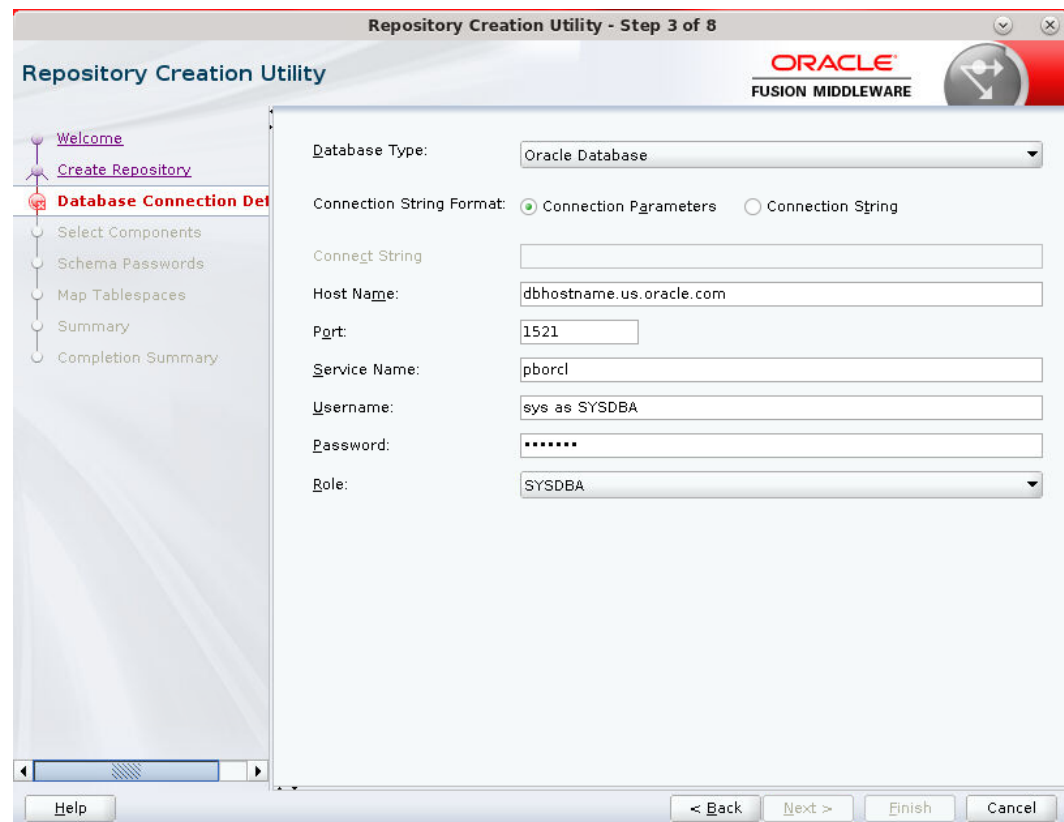 Repository Creation Utility - Step 3 of 8
Repository Creation Utility
ORACLE
FUSION MIDDLEWARE
Welcome
Create Repository
Database Connection Det
Select Components
Schema Passwords
Map Tablespaces
Summary
Completion Summary
Database Type:
Oracle Database
Connection String Format:
Connection Parameters
Connection String
Connect String
Host Name:
dbhostname.us.oracle.com
Port:
1521
Service Name:
pborcl
Username:
sys as SYSDBA
Password:
•••••••
Role:
SYSDBA
Help
< Back
Next >
Finish
Cancel